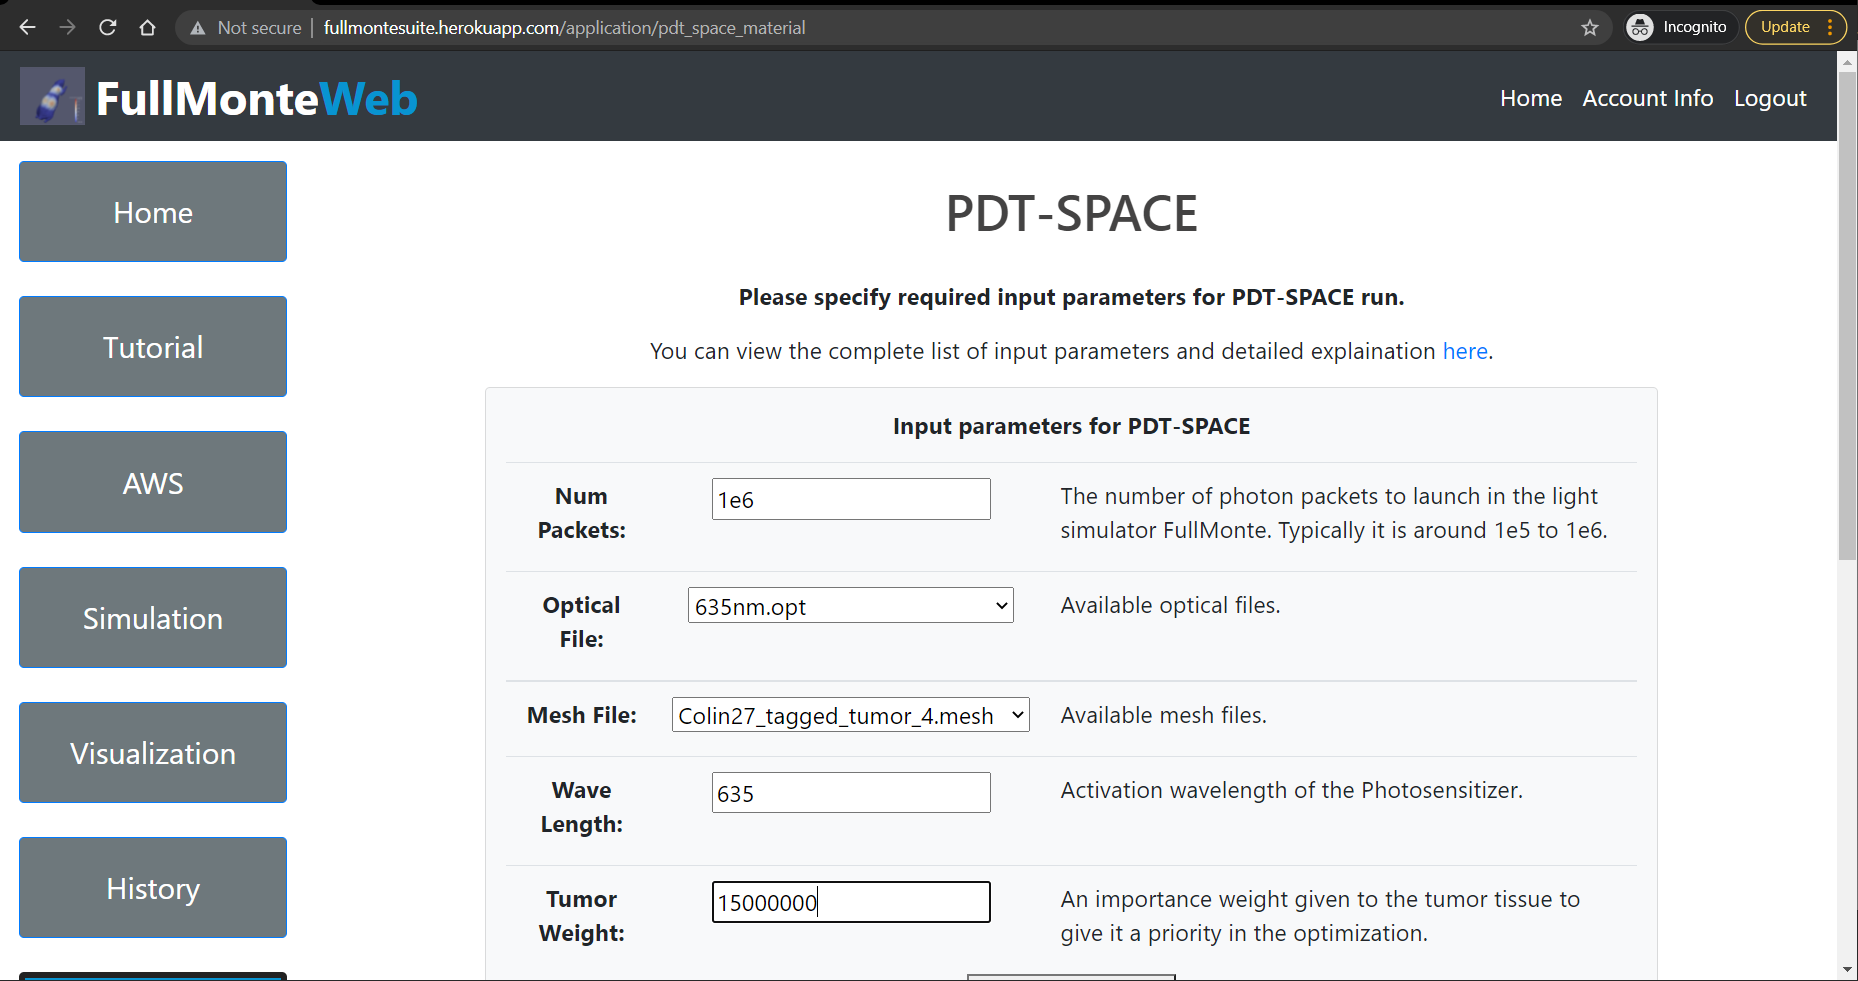 Not secure | fullmontesuite.herokuapp.com/application/pdt_space_material
Incognito
Update
FullMonteWeb
Home Account Info Logout
Home
Tutorial
AWS
Simulation
Visualization
History
PDT-SPACE
Please specify required input parameters for PDT-SPACE run.
You can view the complete list of input parameters and detailed explaination here.
Input parameters for PDT-SPACE
Num
Packets:
1e6
The number of photon packets to launch in the light
simulator FullMonte. Typically it is around 1e5 to 1e6.
Optical
File:
635nm.opt
Available optical files.
Mesh File:
Colin27_tagged_tumor_4.mesh
Available mesh files.
Wave
Length:
635
Activation wavelength of the Photosensitizer.
Tumor
Weight:
15000000
An importance weight given to the tumor tissue to
give it a priority in the optimization.